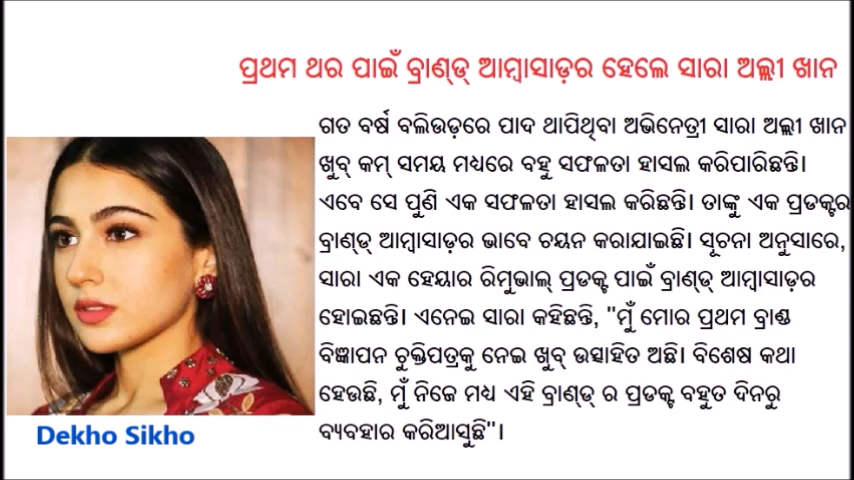 ପ୍ରଥମ ଥର ପାଇଁ ବ୍ରାଣ୍ଡ୍ ଆମ୍ବାସାଡ଼ର ହେଲେ ସାରା ଅଲ୍ଲୀ ଖାନ
ଗତ ବର୍ଷ ବଲିଉଡ଼ରେ ପାଦ ଥାପିଥିବା ଅଭିନେତ୍ରୀ ସାରା ଅଲ୍ଲୀ ଖାନ
ଖୁବ୍ କମ୍ ସମୟ ମଧ୍ୟରେ ବହୁ ସଫଳତା ହାସଲ କରିପାରିଛନ୍ତି।
ଏବେ ସେ ପୁଣି ଏକ ସଫଳତା ହାସଲ କରିଛନ୍ତି। ତାଙ୍କୁ ଏକ ପ୍ରଡକ୍ଟର
ବ୍ରାଣ୍ଡ୍ ଆମ୍ବାସାଡ଼ର ଭାବେ ଚୟନ କରାଯାଇଛି। ସୂଚନା ଅନୁସାରେ,
ସାରା ଏକ ହେୟାର ରିମୁଭାଲ୍ ପ୍ରଡକ୍ଟ ପାଇଁ ବ୍ରାଣ୍ଡ୍ ଆମ୍ବାସାଡ଼ର
ହୋଇଛନ୍ତି। ଏନେଇ ସାରା କହିଛନ୍ତି, "ମୁଁ ମୋର ପ୍ରଥମ ବ୍ରାଣ୍ଡ
ବିଜ୍ଞାପନ ଚୁକ୍ତିପତ୍ରକୁ ନେଇ ଖୁବ୍ ଉତ୍ସାହିତ ଅଛି। ବିଶେଷ କଥା
ହେଉଛି, ମୁଁ ନିଜେ ମଧ୍ୟ ଏହି ବ୍ରାଣ୍ଡ୍ ର ପ୍ରଡକ୍ଟ ବହୁତ ଦିନରୁ
ବ୍ୟବହାର କରିଆସୁଛି"।
Dekho Sikho